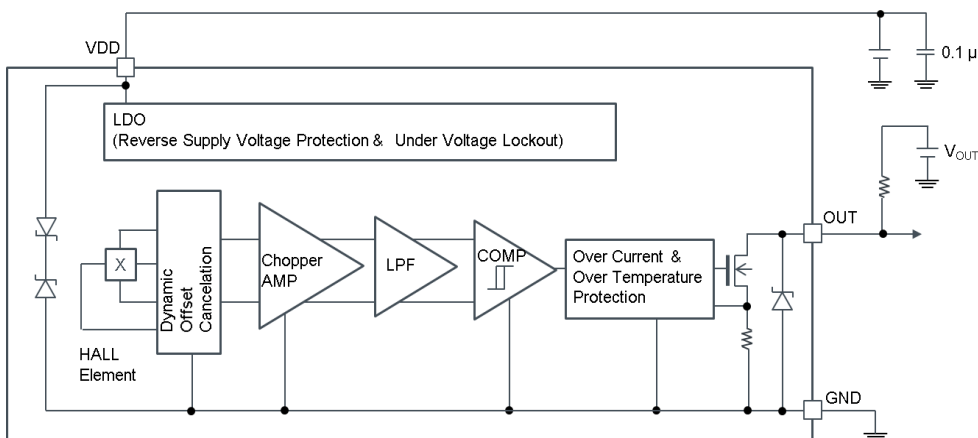 VDD
0.1 μ
LDO
(Reverse Supply Voltage Protection & Under Voltage Lockout)
VOUT
OUT
X
Dynamic
Offset
Cancelation
Chopper
AMP
LPF
COMP
Over Current &
Over Temperature
Protection
HALL
Element
GND